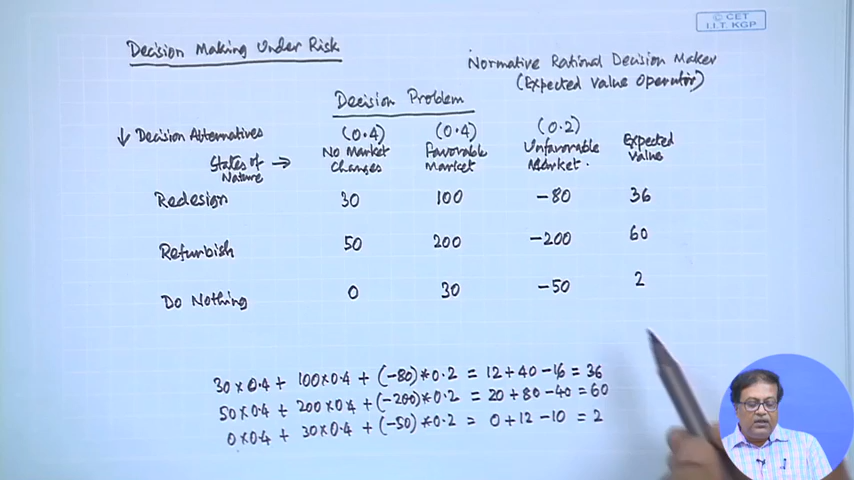 © CET
I.I.T. KGP
Decision Making Under Risk
Normative Rational Decision Maker
(Expected Value Operator)
Decision Problem
↓ Decision Alternatives (0.4) (0.4) (0.2) Expected
States of → No Market Favorable Unfavorable Value
Nature Changes Market Market.
Redesign 30 100 -80 36
Refurbish 50 200 -200 60
Do Nothing 0 30 -50 2
30×0.4 + 100×0.4 + (-80)*0.2 = 12+40-16 = 36
50×0.4 + 200×0.4 + (-200)*0.2 = 20+80-40 = 60
0×0.4 + 30×0.4 + (-50)*0.2 = 0+12-10 = 2